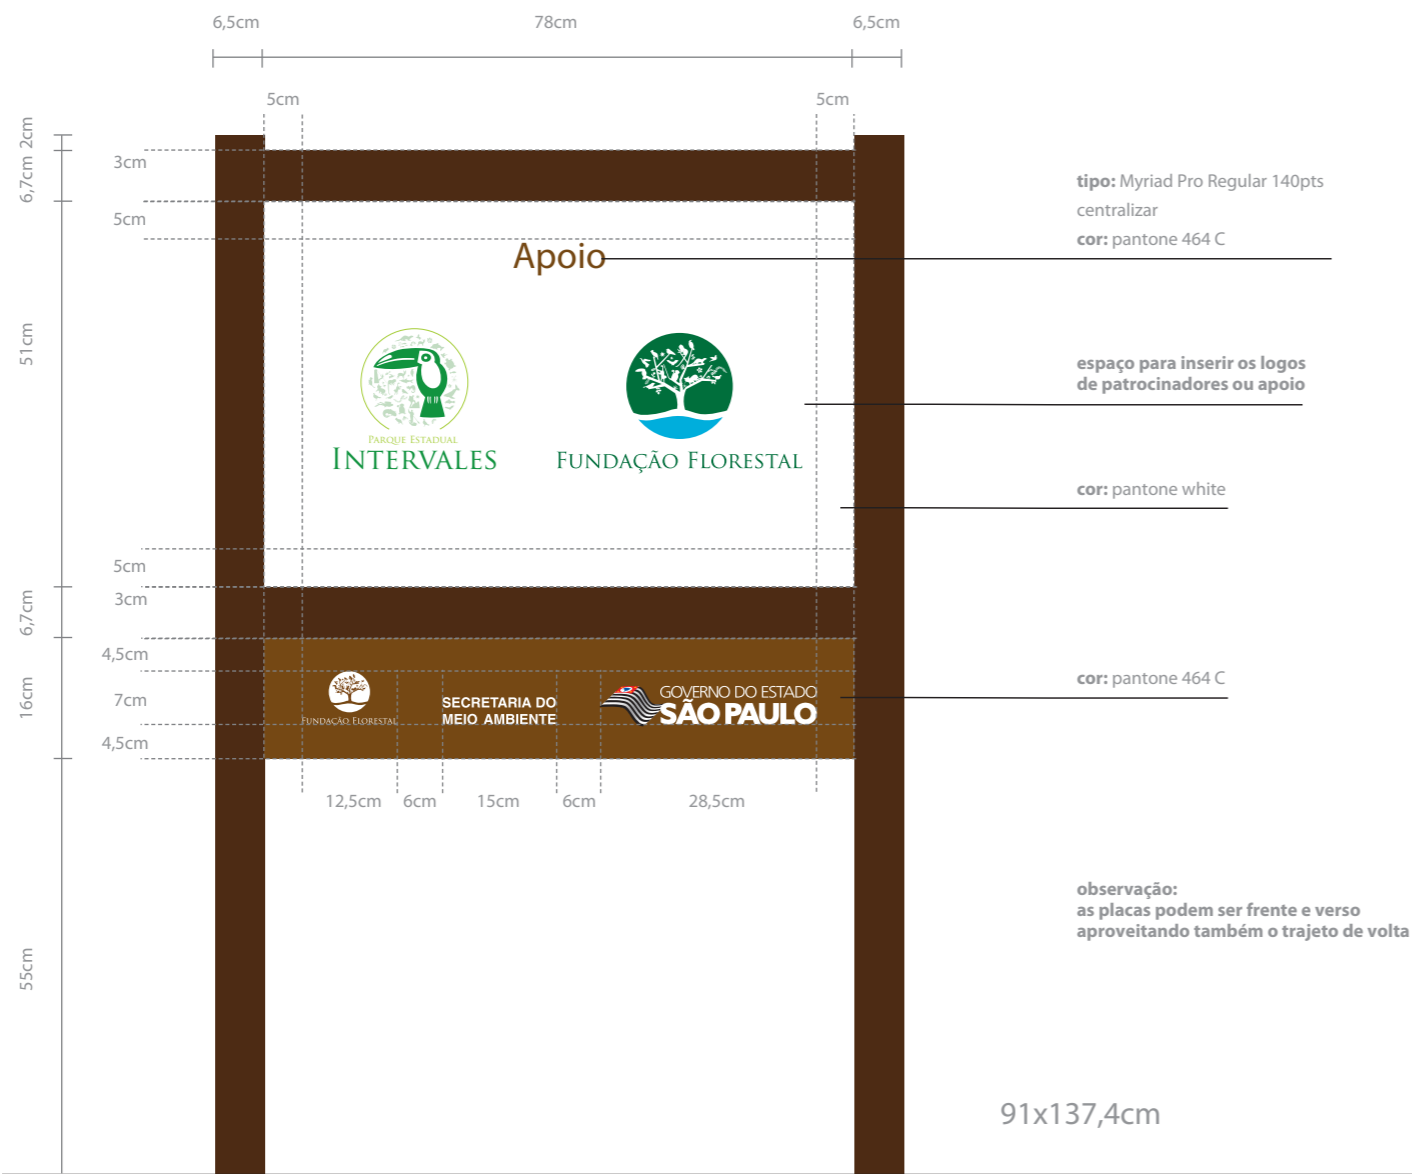 6,5cm 78cm 6,5cm
5cm 5cm
2cm
6,7cm
3cm
5cm
51cm
5cm
3cm
6,7cm
4,5cm
7cm
16cm
4,5cm
55cm
Apoio
PARQUE ESTADUAL
INTERVALES
FUNDAÇÃO FLORESTAL
FUNDAÇÃO FLORESTAL
SECRETARIA DO
MEIO AMBIENTE
GOVERNO DO ESTADO
SÃO PAULO
12,5cm 6cm 15cm 6cm 28,5cm
tipo: Myriad Pro Regular 140pts
centralizar
cor: pantone 464 C
espaço para inserir os logos
de patrocinadores ou apoio
cor: pantone white
cor: pantone 464 C
observação:
as placas podem ser frente e verso
aproveitando também o trajeto de volta
91x137,4cm